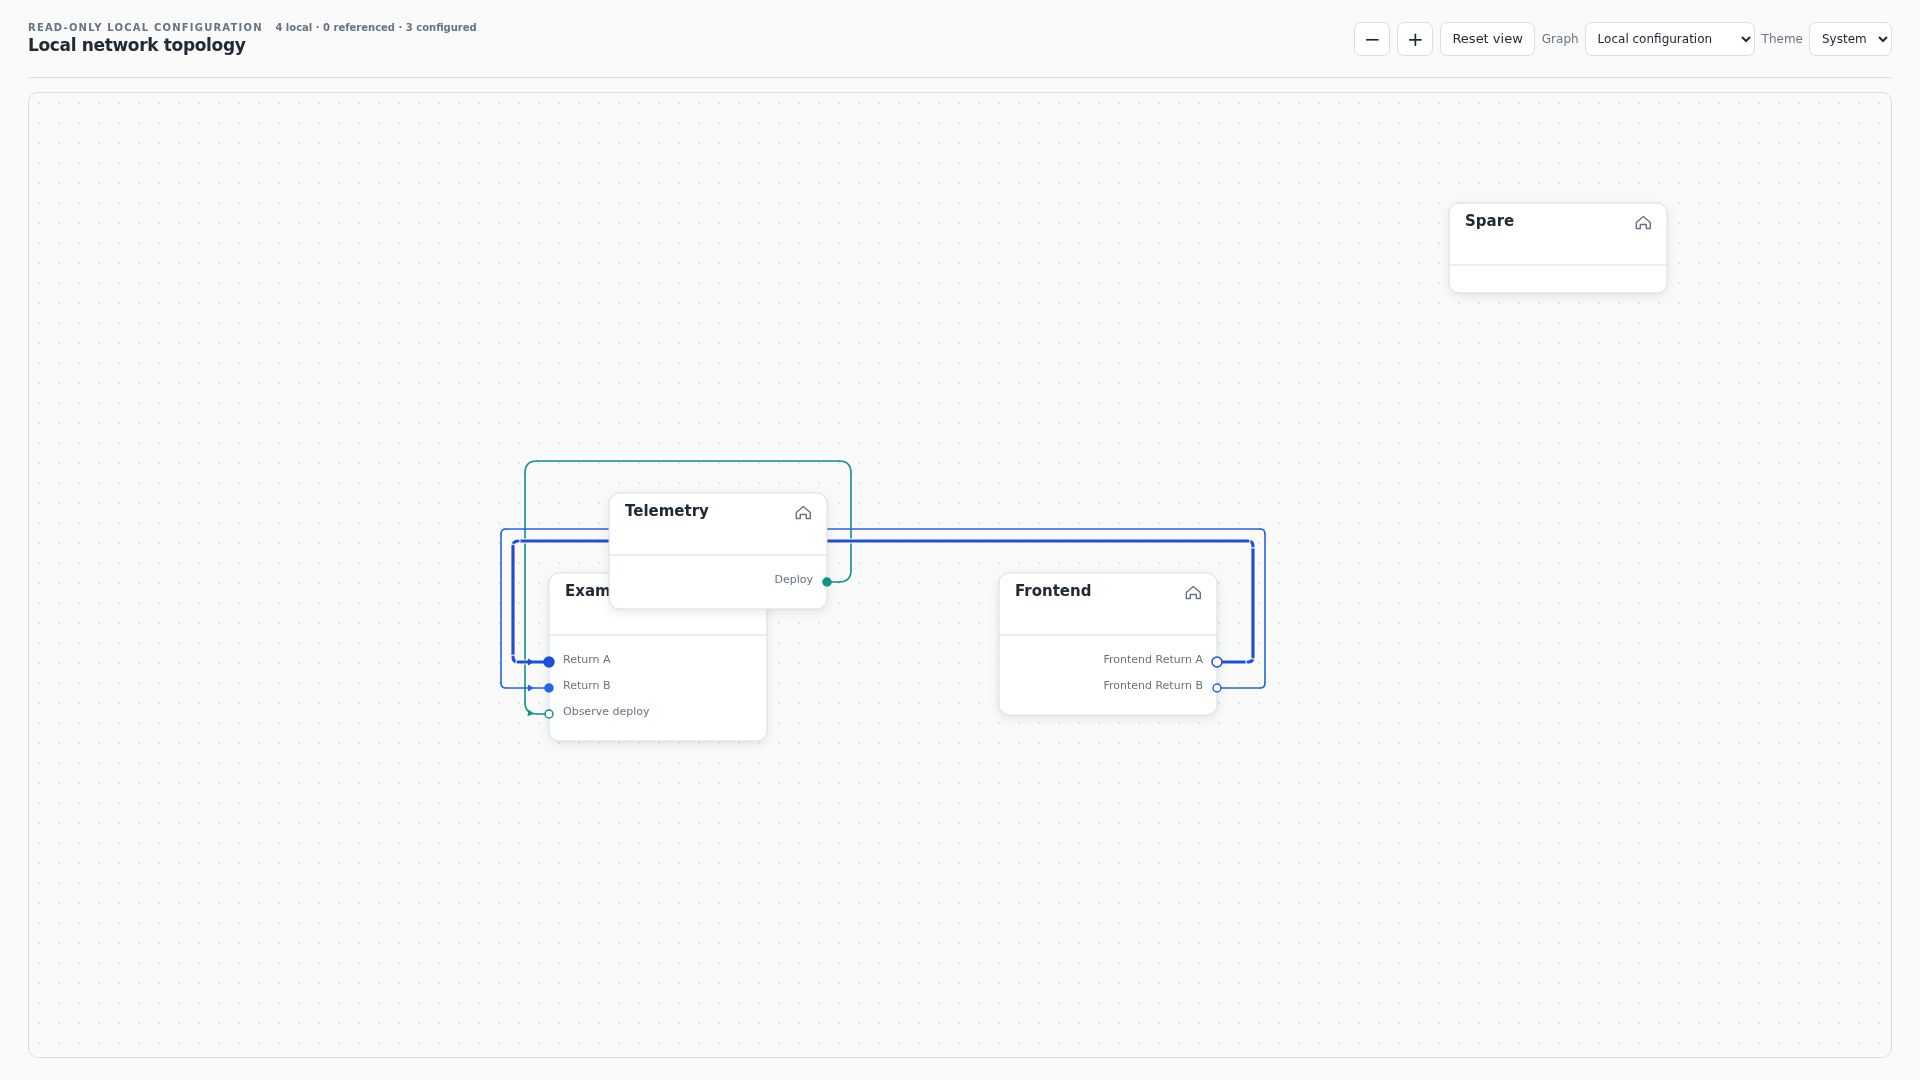 READ-ONLY LOCAL CONFIGURATION 4 local · 0 referenced · 3 configured
Local network topology
Reset view Graph Local configuration Theme System
Spare
Telemetry
Deploy
Exam
Return A
Return B
Observe deploy
Frontend
Frontend Return A
Frontend Return B